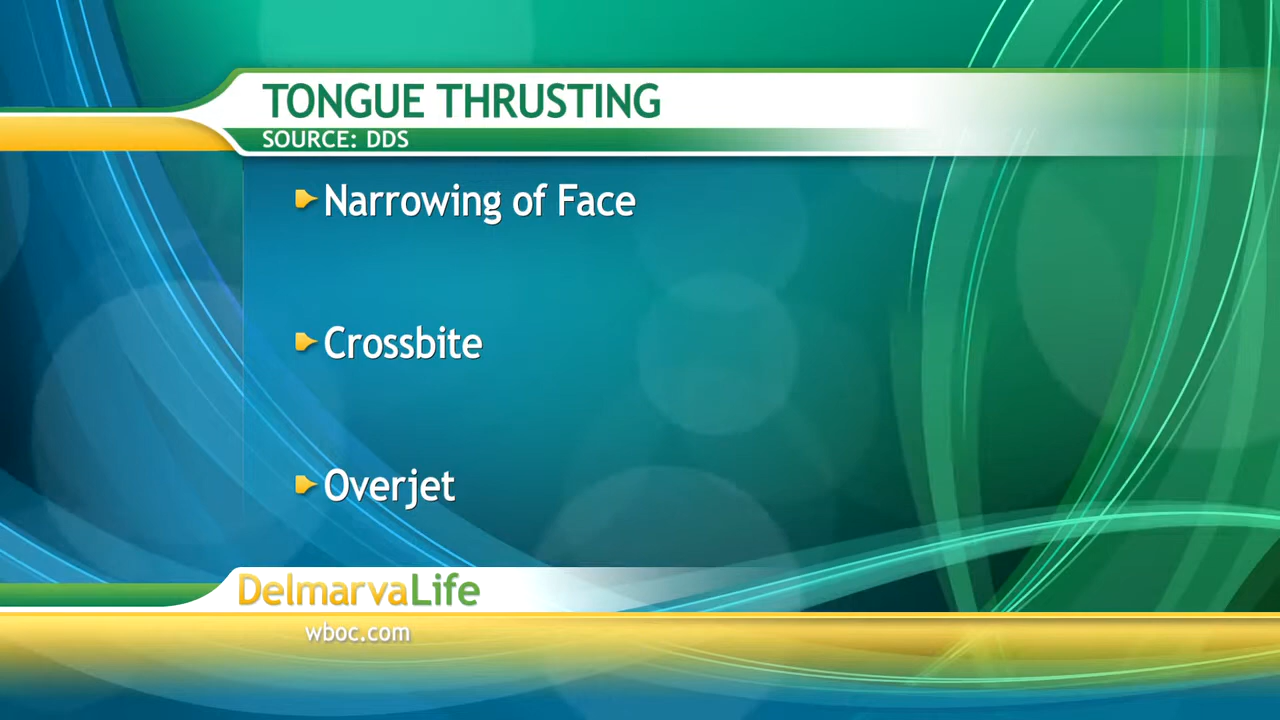 TONGUE THRUSTING
SOURCE: DDS
Narrowing of Face
Crossbite
Overjet
DelmarvaLife
wboc.com